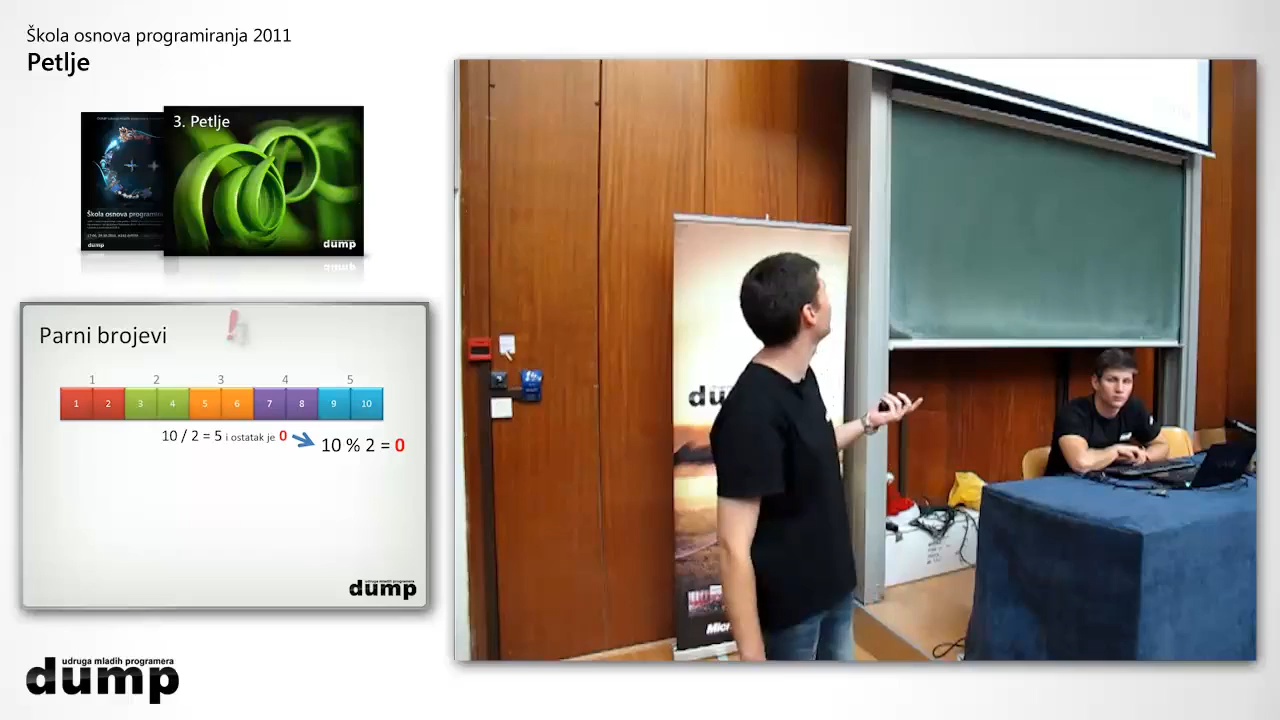 Škola osnova programiranja 2011
Petlje
3. Petlje
Škola osnova programira
dump
dump
Parni brojevi
1 2 3 4 5
1 2 3 4 5 6 7 8 9 10
10 / 2 = 5 i ostatak je 0
10 % 2 = 0
udruga mladih programera
dump
udruga mladih programera
dump
du
Micr